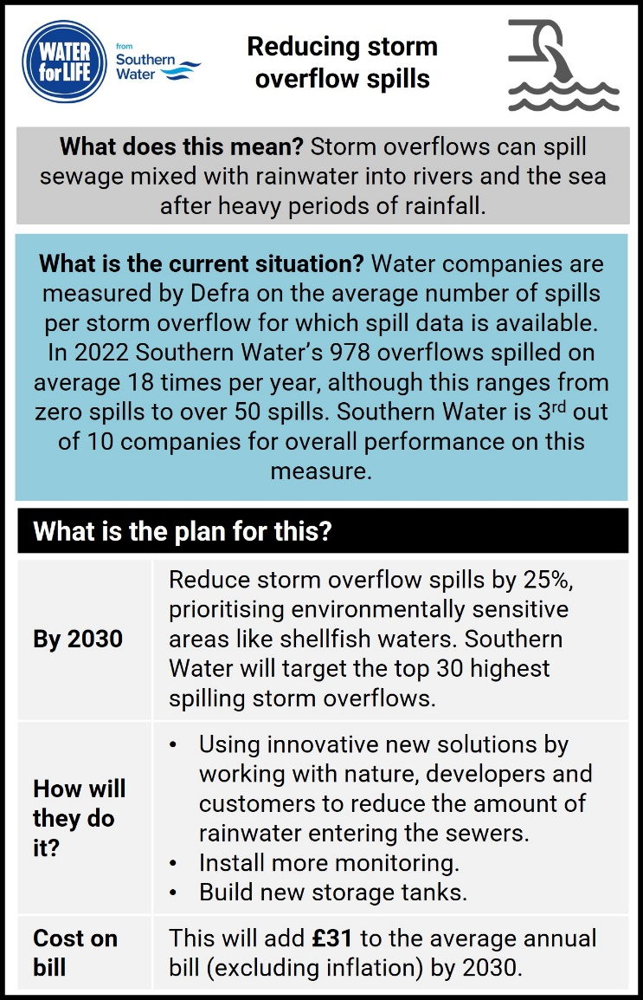 WATER
for LIFE
from
Southern
Water
Reducing storm
overflow spills
What does this mean? Storm overflows can spill
sewage mixed with rainwater into rivers and the sea
after heavy periods of rainfall.
What is the current situation? Water companies are
measured by Defra on the average number of spills
per storm overflow for which spill data is available.
In 2022 Southern Water’s 978 overflows spilled on
average 18 times per year, although this ranges from
zero spills to over 50 spills. Southern Water is 3rd out
of 10 companies for overall performance on this
measure.
What is the plan for this?
By 2030
Reduce storm overflow spills by 25%,
prioritising environmentally sensitive
areas like shellfish waters. Southern
Water will target the top 30 highest
spilling storm overflows.
How will
they do
it?
• Using innovative new solutions by
working with nature, developers and
customers to reduce the amount of
rainwater entering the sewers.
• Install more monitoring.
• Build new storage tanks.
Cost on
bill
This will add £31 to the average annual
bill (excluding inflation) by 2030.